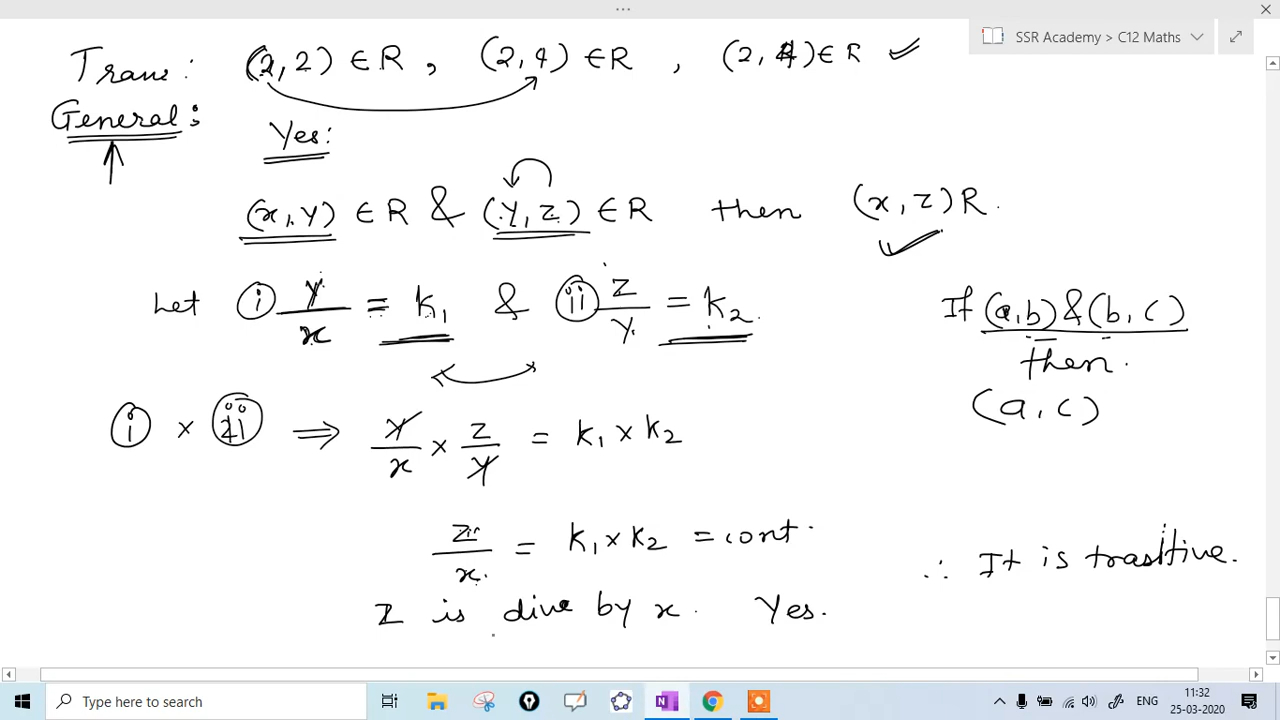 SSR Academy > C12 Maths
Trans: (2,2) ∈ R, (2,4) ∈ R, (2,4) ∈ R ✓
General:
Yes:
(x,y) ∈ R & (y,z) ∈ R then (x,z) R.
Let (i) y/x = k₁ & (ii) z/y = k₂.
If (a,b) & (b,c)
then.
(a,c)
(i) × (ii) ⇒ y/x × z/y = k₁ × k₂
z/x = k₁ × k₂ = cont.
∴ It is trasitive.
z is dive by x. Yes.
Type here to search
ENG
11:32
25-03-2020